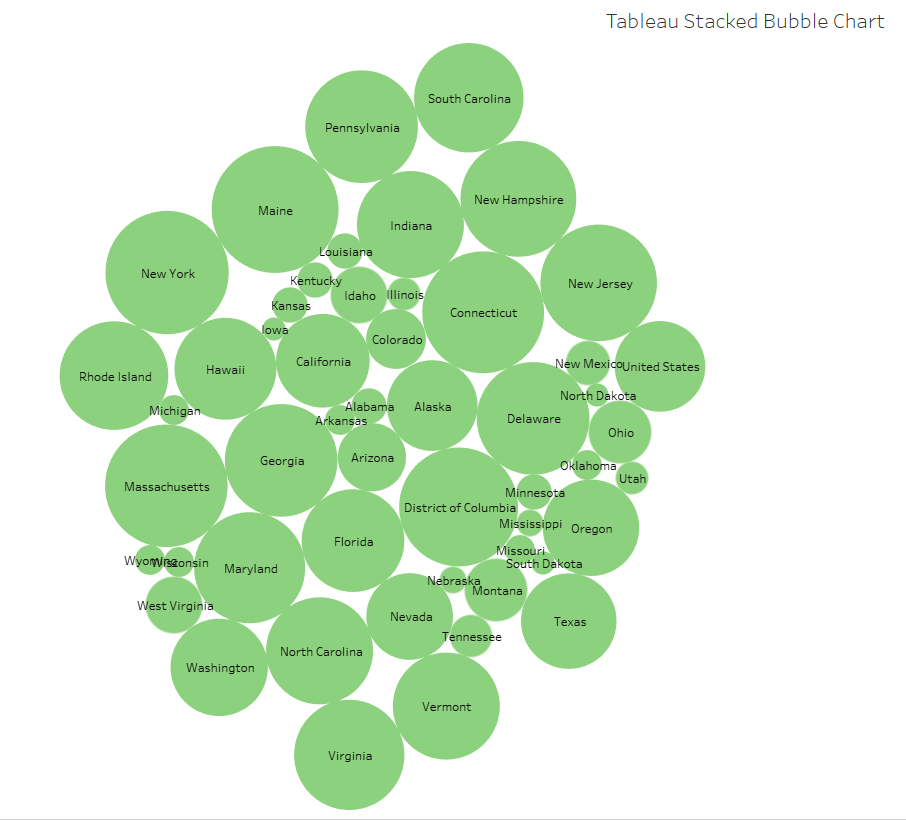 Tableau Stacked Bubble Chart
South Carolina
Pennsylvania
New Hampshire
Maine
Indiana
Louisiana
New York
Kentucky
New Jersey
Idaho
Illinois
Kansas
Connecticut
Iowa
Colorado
California
New Mexico
United States
Hawaii
Rhode Island
North Dakota
Alabama
Alaska
Michigan
Arkansas
Delaware
Ohio
Arizona
Georgia
Oklahoma
Utah
Massachusetts
Minnesota
District of Columbia
Mississippi
Oregon
Florida
Missouri
Wyoming
Wisconsin
South Dakota
Maryland
Nebraska
Montana
West Virginia
Nevada
Texas
Tennessee
North Carolina
Washington
Vermont
Virginia